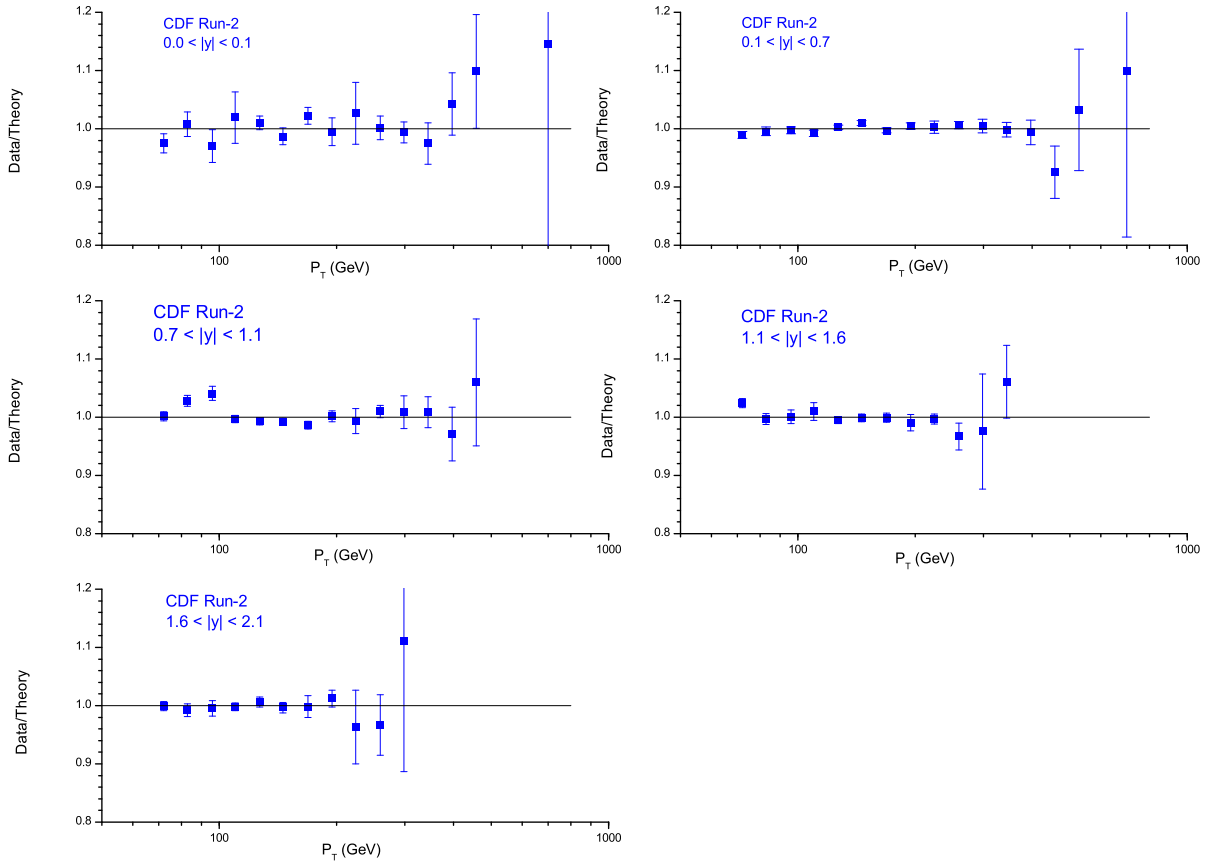 CDF Run-2
0.0 < |y| < 0.1
1.2
1.1
1.0
0.9
0.8
Data/Theory
100
1000
P_T (GeV)
CDF Run-2
0.1 < |y| < 0.7
1.2
1.1
1.0
0.9
0.8
Data/Theory
100
1000
P_T (GeV)
CDF Run-2
0.7 < |y| < 1.1
1.2
1.1
1.0
0.9
0.8
Data/Theory
100
1000
P_T (GeV)
CDF Run-2
1.1 < |y| < 1.6
1.2
1.1
1.0
0.9
0.8
Data/Theory
100
1000
P_T (GeV)
CDF Run-2
1.6 < |y| < 2.1
1.2
1.1
1.0
0.9
0.8
Data/Theory
100
1000
P_T (GeV)